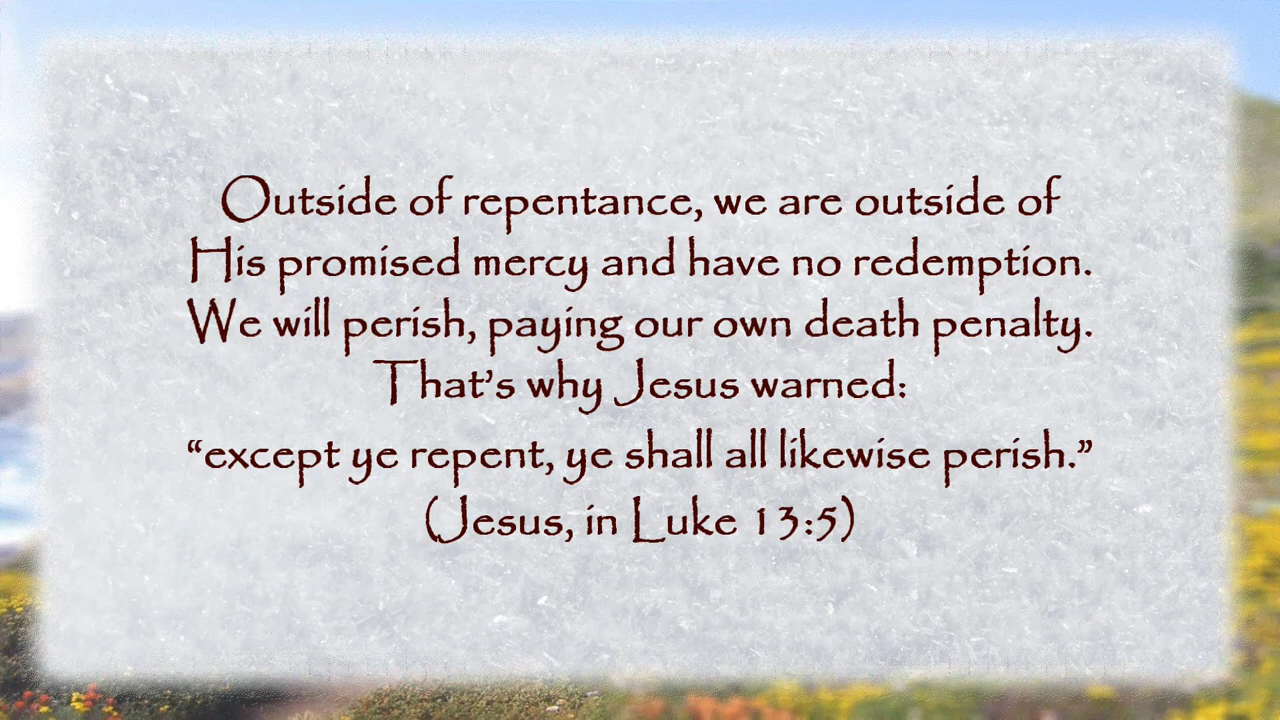 Outside of repentance, we are outside of
His promised mercy and have no redemption.
We will perish, paying our own death penalty.
That’s why Jesus warned:
“except ye repent, ye shall all likewise perish.”
(Jesus, in Luke 13:5)